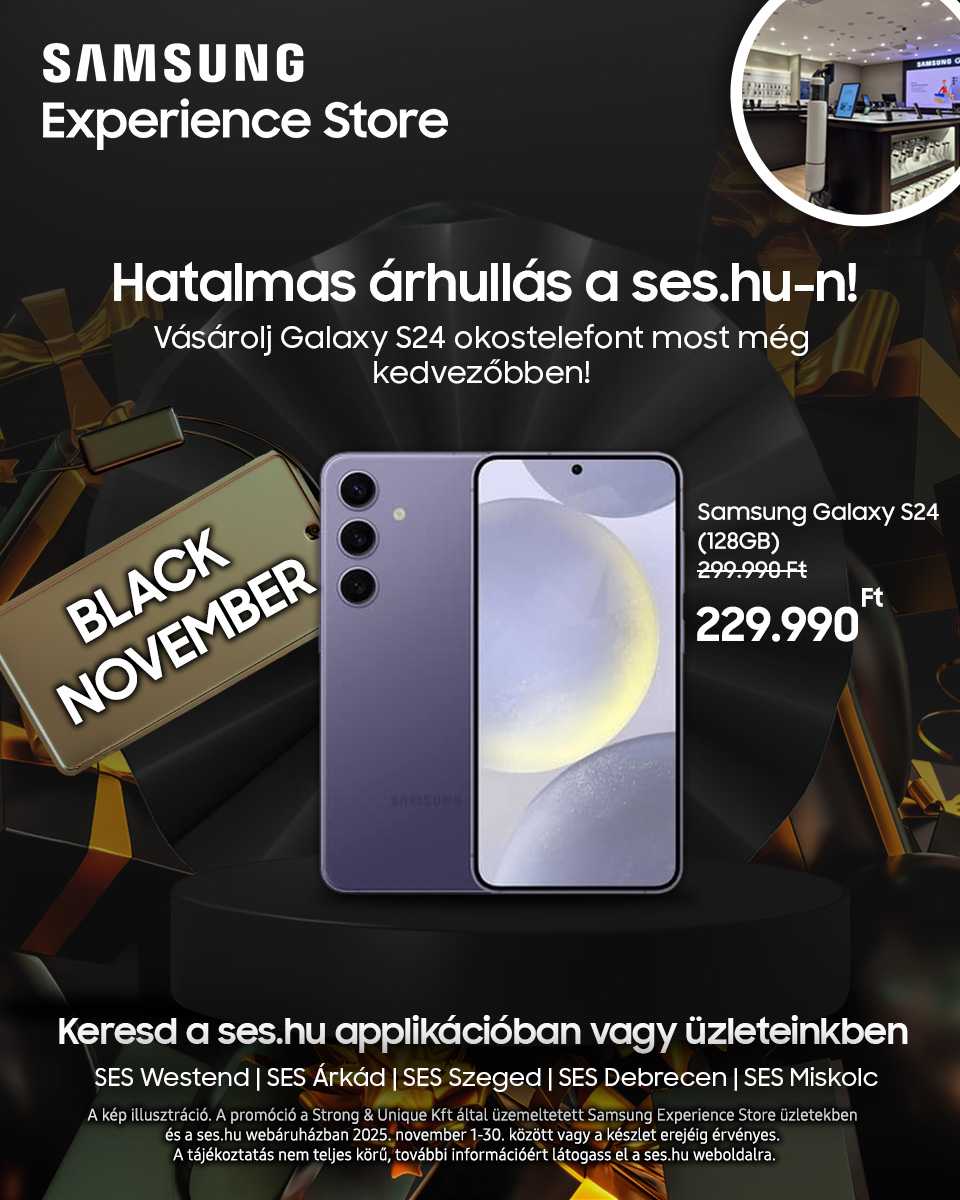 SAMSUNG
Experience Store
SAMSUNG
Hatalmas árhullás a ses.hu-n!
Vásárolj Galaxy S24 okostelefont most még
kedvezőbben!
BLACK
NOVEMBER
Samsung Galaxy S24
(128GB)
299.990 Ft
229.990 Ft
SAMSUNG
Keresd a ses.hu applikációban vagy üzleteinkben
SES Westend | SES Árkád | SES Szeged | SES Debrecen | SES Miskolc
A kép illusztráció. A promóció a Strong & Unique Kft által üzemeltetett Samsung Experience Store üzletekben
és a ses.hu webáruházban 2025. november 1-30. között vagy a készlet erejéig érvényes.
A tájékoztatás nem teljes körű, további információért látogass el a ses.hu weboldalra.